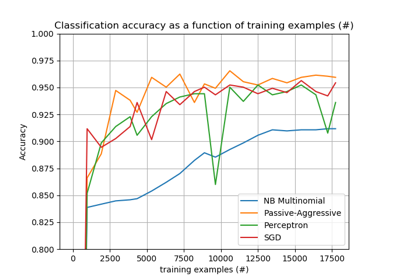 Classification accuracy as a function of training examples (#)
1.000
0.975
0.950
0.925
0.900
0.875
0.850
0.825
0.800
Accuracy
NB Multinomial
Passive-Aggressive
Perceptron
SGD
0 2500 5000 7500 10000 12500 15000 17500
training examples (#)